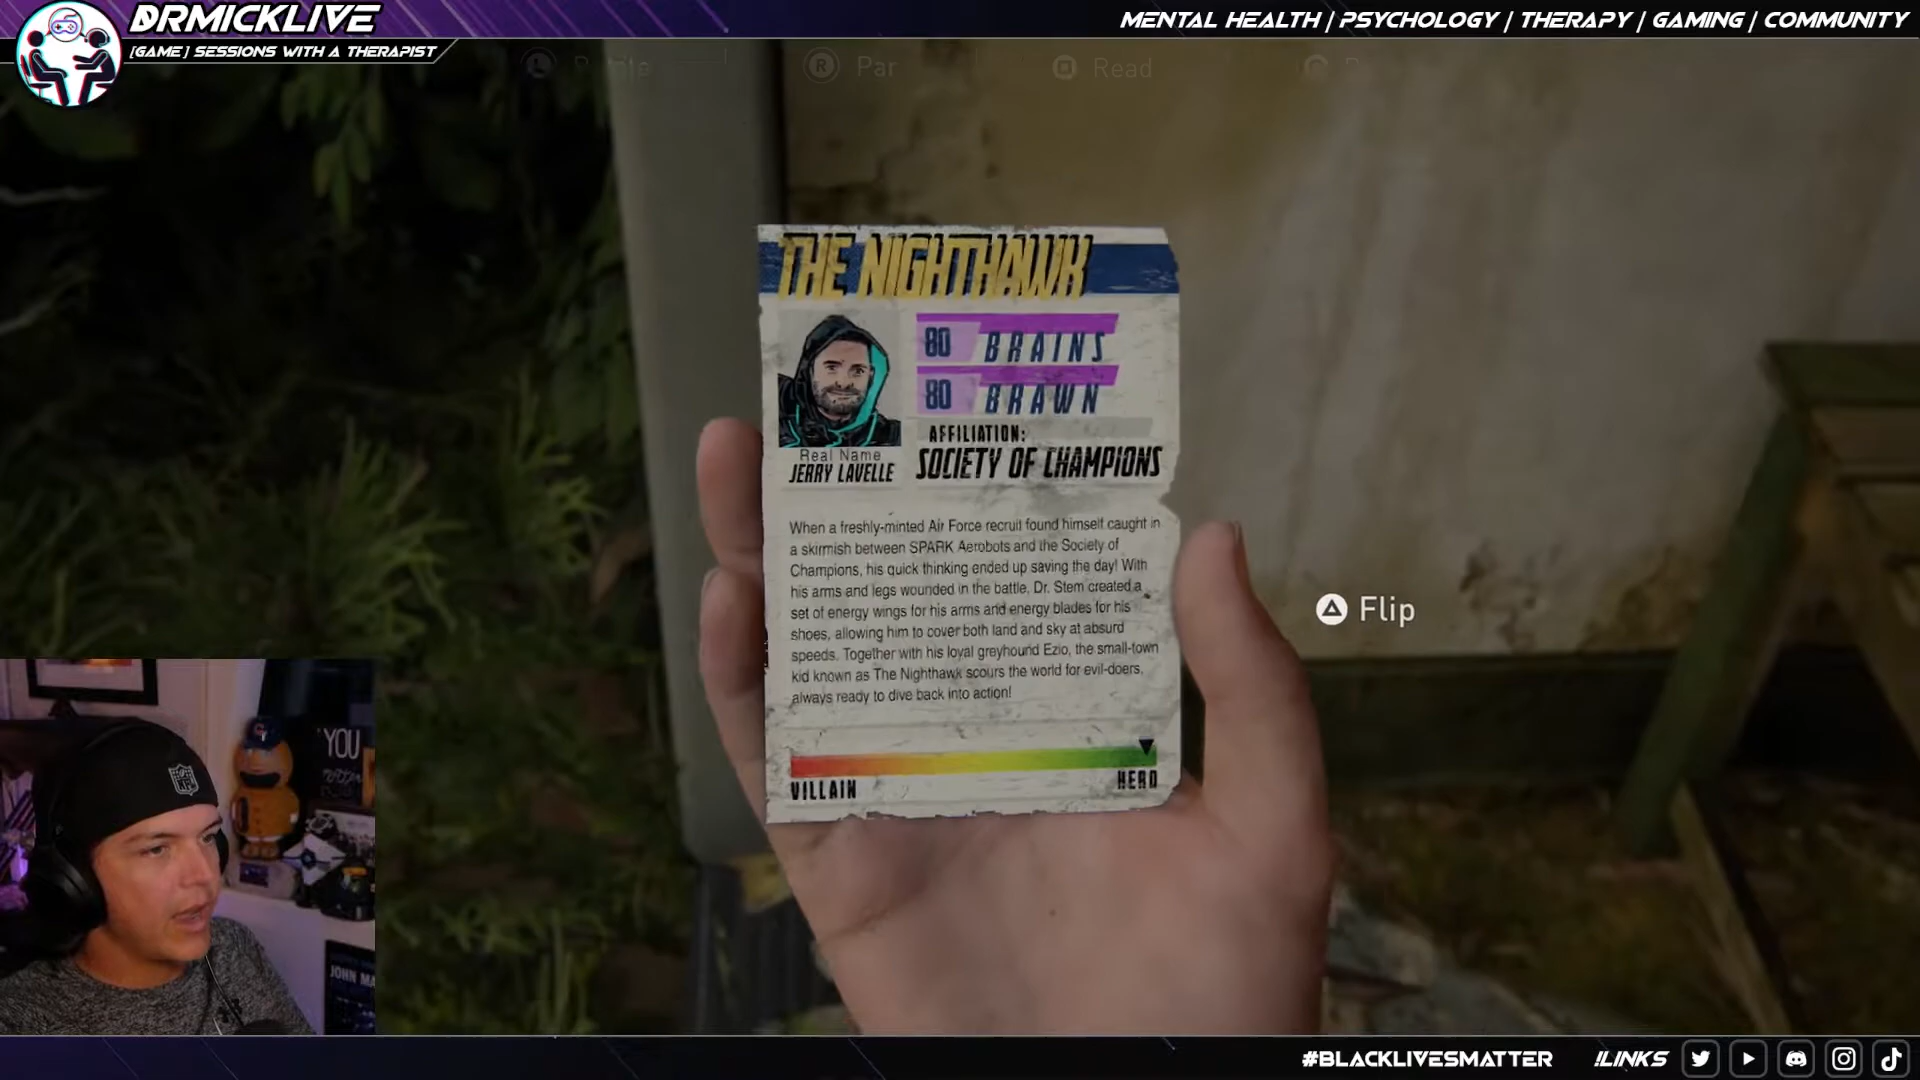 DRMICKLIVE
[GAME] SESSIONS WITH A THERAPIST
MENTAL HEALTH | PSYCHOLOGY | THERAPY | GAMING | COMMUNITY
R Par
Read
THE NIGHTHAWK
80 BRAINS
80 BRAWN
AFFILIATION:
SOCIETY OF CHAMPIONS
Real Name
JERRY LAVELLE
When a freshly-minted Air Force recruit found himself caught in
a skirmish between SPARK Aerobots and the Society of
Champions, his quick thinking ended up saving the day! With
his arms and legs wounded in the battle, Dr. Stem created a
set of energy wings for his arms and energy blades for his
shoes, allowing him to cover both land and sky at absurd
speeds. Together with his loyal greyhound Ezio, the small-town
kid known as The Nighthawk scours the world for evil-doers,
always ready to dive back into action!
VILLAIN
HERO
Flip
NFL
YOU
JOHN MA
#BLACKLIVESMATTER
!LINKS